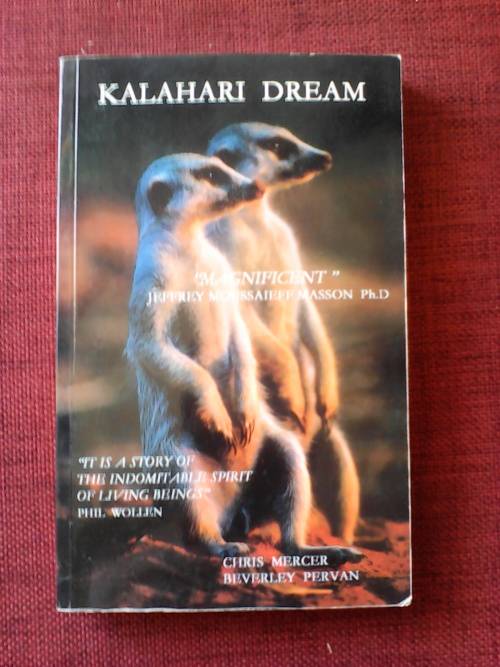 KALAHARI DREAM
"MAGNIFICENT"
JEFFREY MOUSSAIEFF MASSON Ph.D
"IT IS A STORY OF
THE INDOMITABLE SPIRIT
OF LIVING BEINGS"
PHIL WOLLEN
CHRIS MERCER
BEVERLEY PERVAN